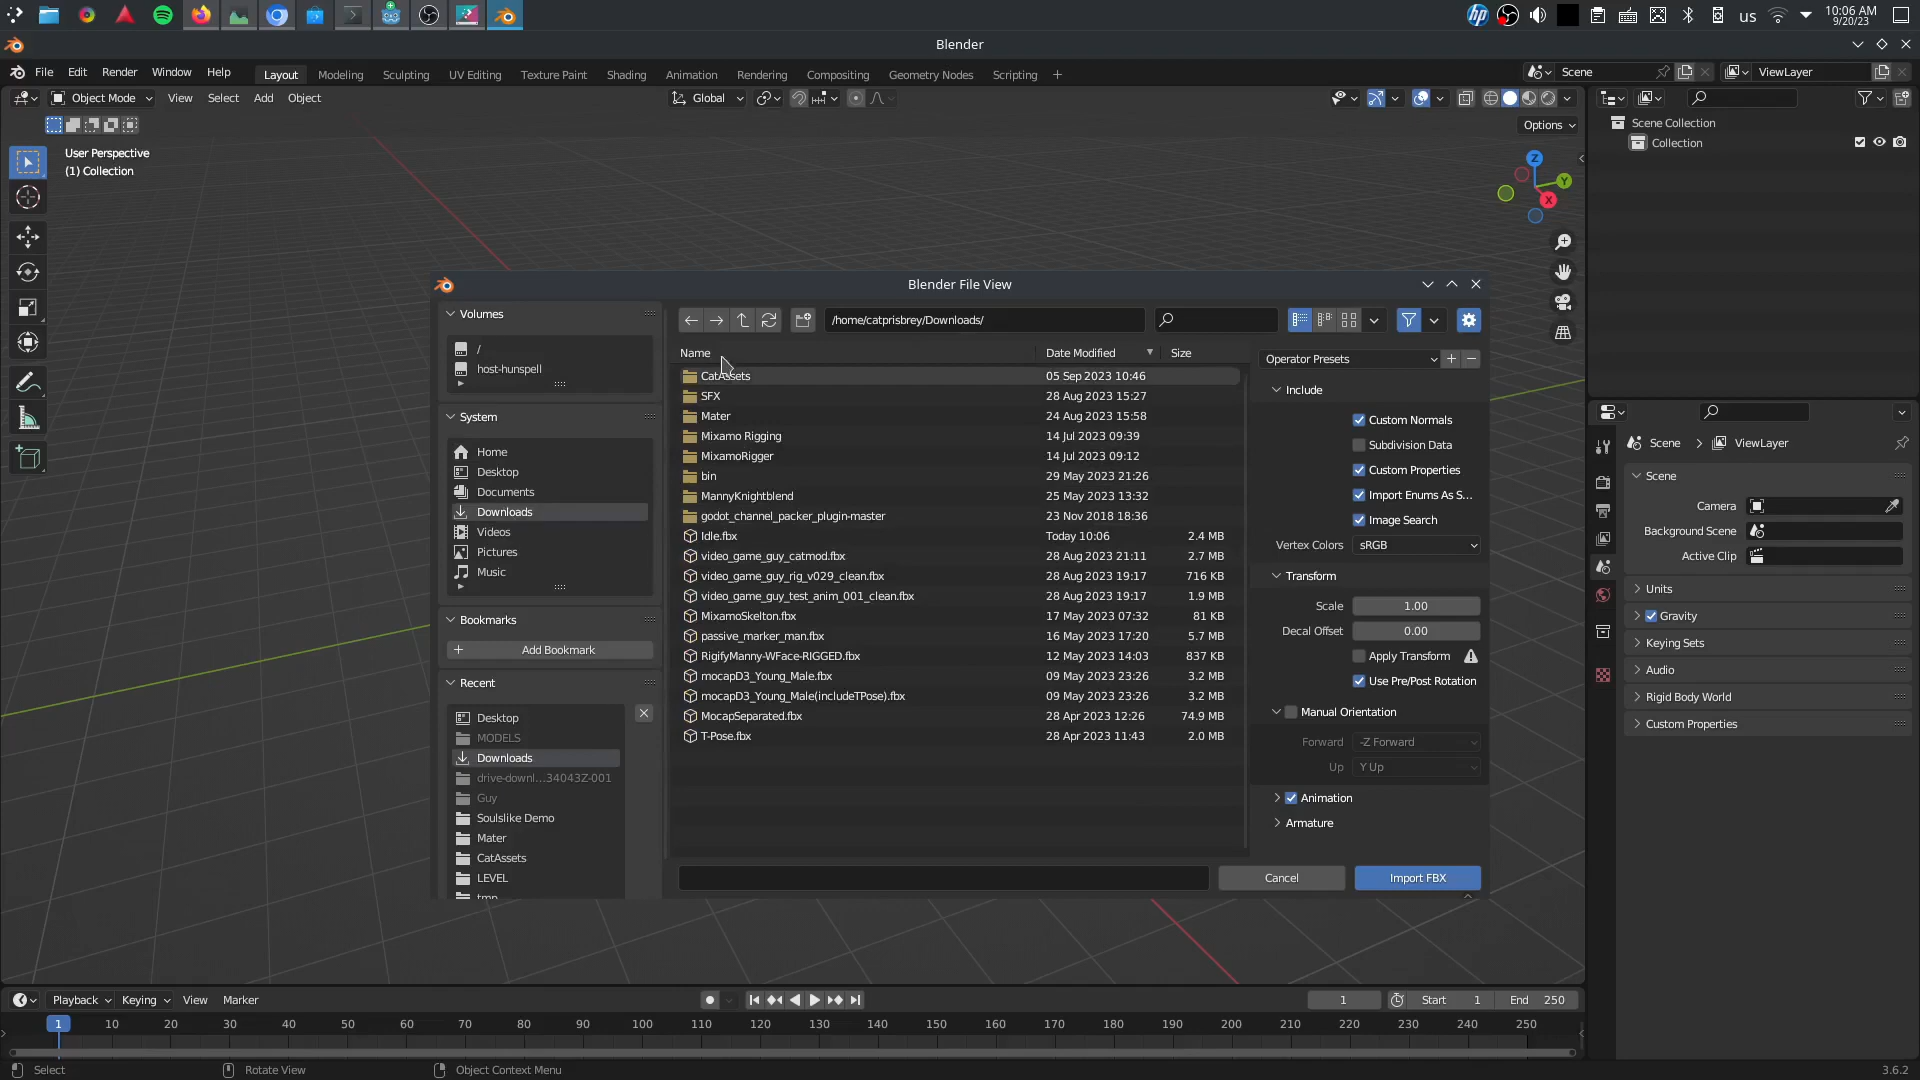 us
10:06 AM
9/20/23
Blender
File Edit Render Window Help
Layout Modeling Sculpting UV Editing Texture Paint Shading Animation Rendering Compositing Geometry Nodes Scripting +
Scene
ViewLayer
Object Mode View Select Add Object
Global
Options
User Perspective
(1) Collection
Z
Y
X
Scene Collection
Collection
Blender File View
Volumes
/
host-hunspell
System
Home
Desktop
Documents
Downloads
Videos
Pictures
Music
Bookmarks
Add Bookmark
Recent
Desktop
MODELS
Downloads
drive-downl...34043Z-001
Guy
Soulslike Demo
Mater
CatAssets
LEVEL
tmp
/home/catprisbrey/Downloads/
Name Date Modified Size
CatAssets 05 Sep 2023 10:46
SFX 28 Aug 2023 15:27
Mater 24 Aug 2023 15:58
Mixamo Rigging 14 Jul 2023 09:39
MixamoRigger 14 Jul 2023 09:12
bin 29 May 2023 21:26
MannyKnightblend 25 May 2023 13:32
godot_channel_packer_plugin-master 23 Nov 2018 18:36
Idle.fbx Today 10:06 2.4 MB
video_game_guy_catmod.fbx 28 Aug 2023 21:11 2.7 MB
video_game_guy_rig_v029_clean.fbx 28 Aug 2023 19:17 716 KB
video_game_guy_test_anim_001_clean.fbx 28 Aug 2023 19:17 1.9 MB
MixamoSkelton.fbx 17 May 2023 07:32 81 KB
passive_marker_man.fbx 16 May 2023 17:20 5.7 MB
RigifyManny-WFace-RIGGED.fbx 12 May 2023 14:03 837 KB
mocapD3_Young_Male.fbx 09 May 2023 23:26 3.2 MB
mocapD3_Young_Male(includeTPose).fbx 09 May 2023 23:26 3.2 MB
MocapSeparated.fbx 28 Apr 2023 12:26 74.9 MB
T-Pose.fbx 28 Apr 2023 11:43 2.0 MB
Operator Presets
Include
Custom Normals
Subdivision Data
Custom Properties
Import Enums As S...
Image Search
Vertex Colors sRGB
Transform
Scale 1.00
Decal Offset 0.00
Apply Transform
Use Pre/Post Rotation
Manual Orientation
Forward -Z Forward
Up Y Up
Animation
Armature
Cancel
Import FBX
Scene > ViewLayer
Scene
Camera
Background Scene
Active Clip
Units
Gravity
Keying Sets
Audio
Rigid Body World
Custom Properties
Playback Keying View Marker
1
Start 1
End 250
1 10 20 30 40 50 60 70 80 90 100 110 120 130 140 150 160 170 180 190 200 210 220 230 240 250
Select
Rotate View
Object Context Menu
3.6.2